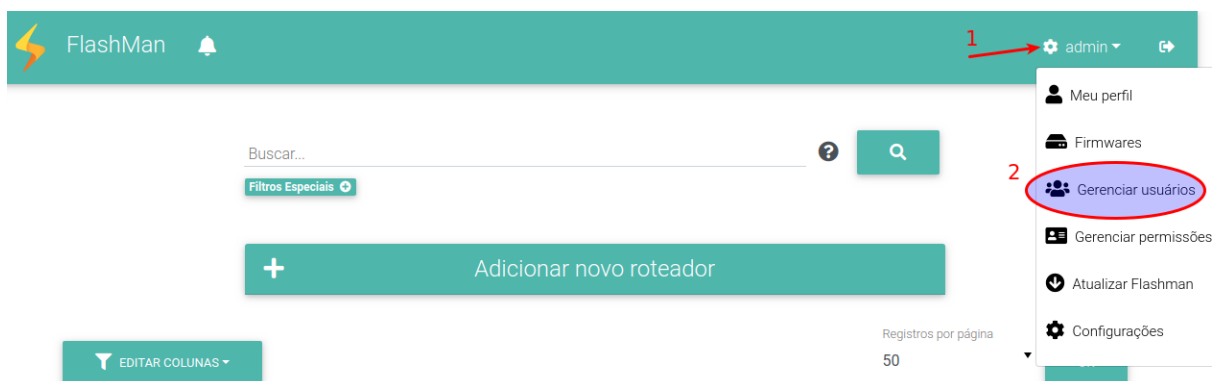 FlashMan
1
admin
Meu perfil
Buscar...
Firmwares
Filtros Especiais
2
Gerenciar usuários
Gerenciar permissões
Adicionar novo roteador
Atualizar Flashman
Registros por página
Configurações
EDITAR COLUNAS
50